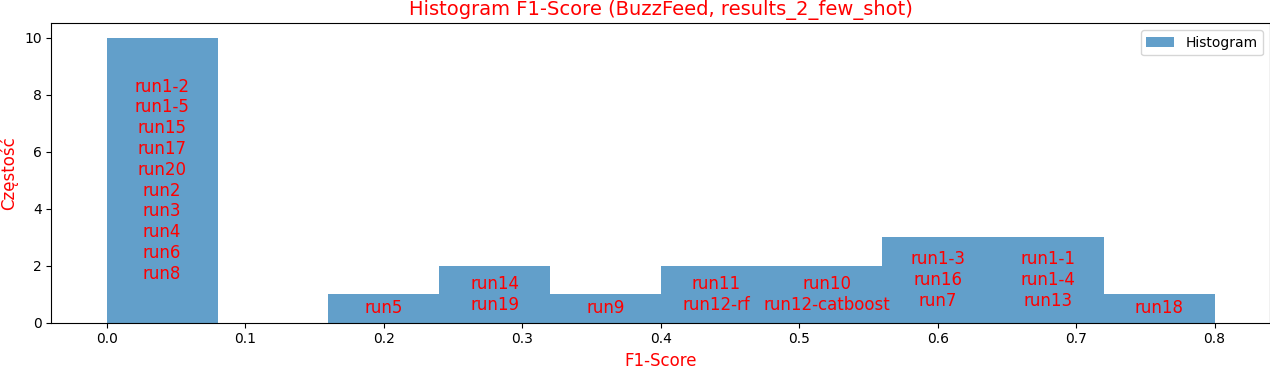 Histogram F1-Score (BuzzFeed, results_2_few_shot)
Histogram
Częstość
10
8
6
4
2
0
run1-2
run1-5
run15
run17
run20
run2
run3
run4
run6
run8
run5
run14
run19
run9
run11
run12-rf
run10
run12-catboost
run1-3
run16
run7
run1-1
run1-4
run13
run18
0.0 0.1 0.2 0.3 0.4 0.5 0.6 0.7 0.8
F1-Score